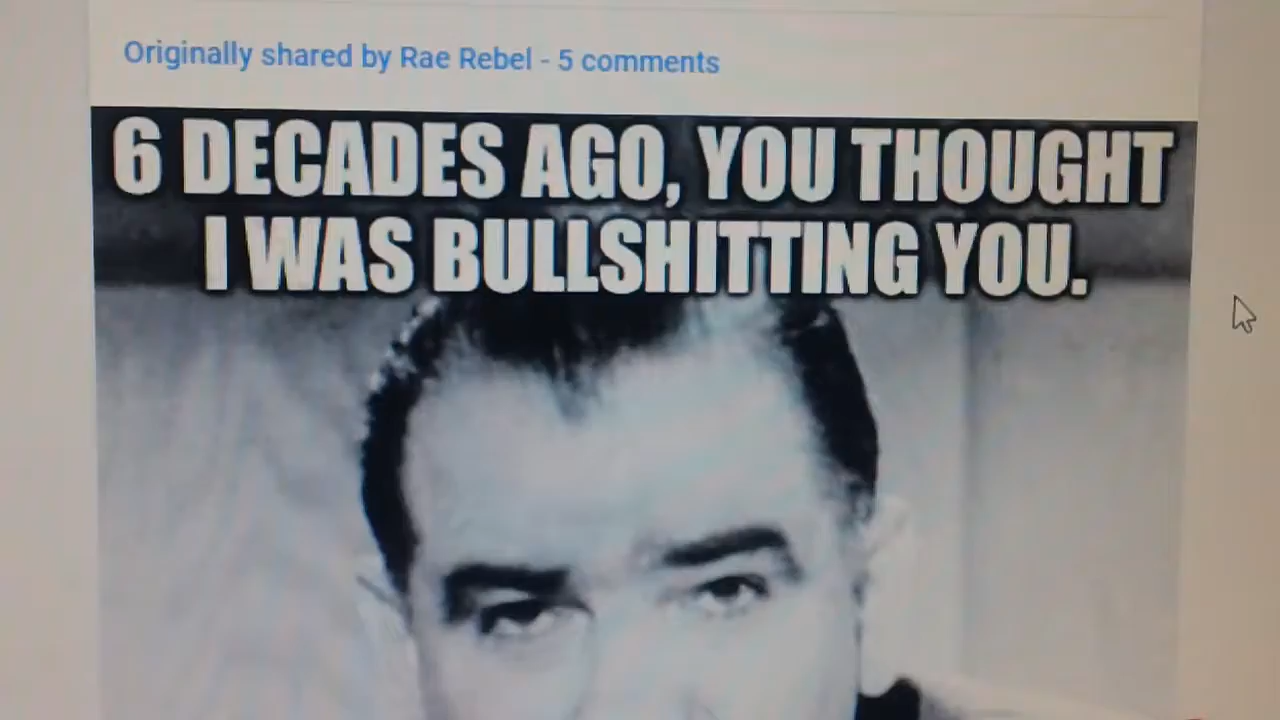 Originally shared by Rae Rebel - 5 comments
6 DECADES AGO, YOU THOUGHT
I WAS BULLSHITTING YOU.